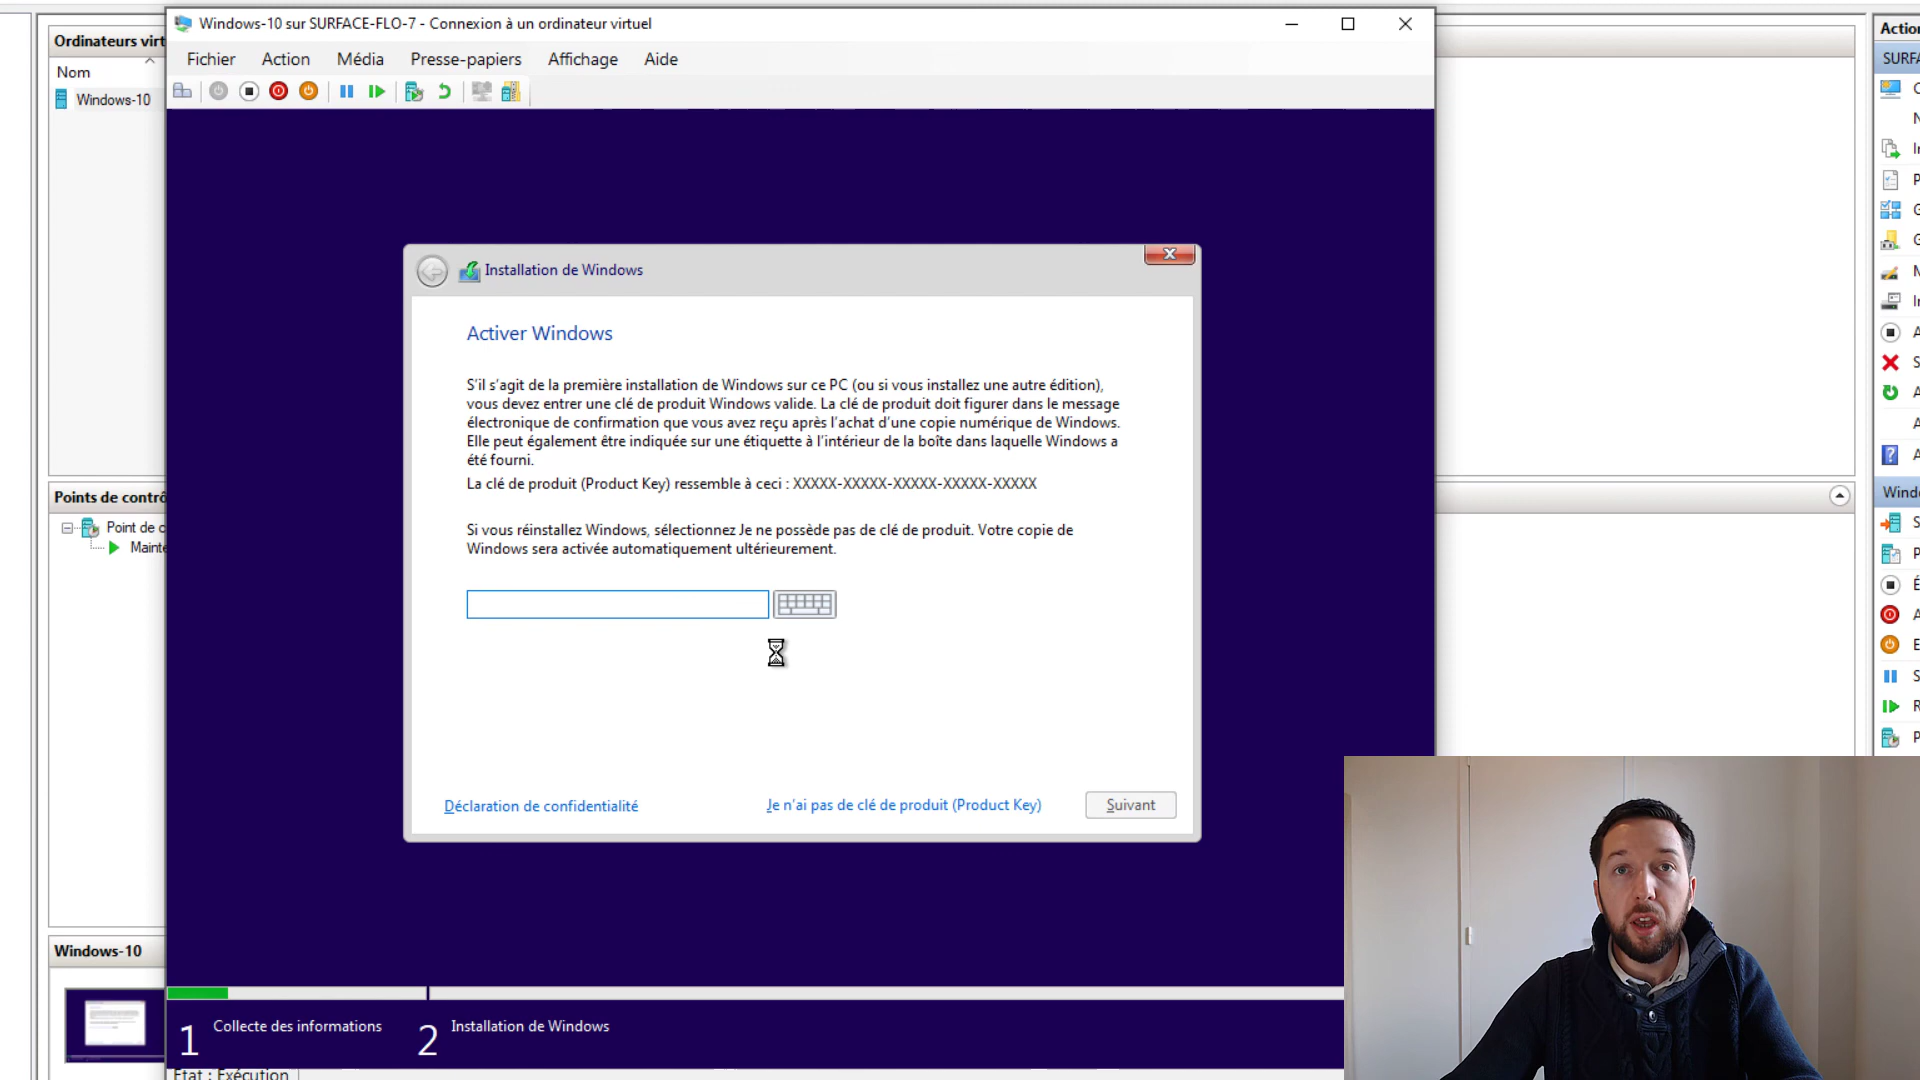 Windows-10 sur SURFACE-FLO-7 - Connexion à un ordinateur virtuel
Fichier Action Média Presse-papiers Affichage Aide
Ordinateurs virt
Nom
Windows-10
Installation de Windows
Activer Windows
S'il s'agit de la première installation de Windows sur ce PC (ou si vous installez une autre édition),
vous devez entrer une clé de produit Windows valide. La clé de produit doit figurer dans le message
électronique de confirmation que vous avez reçu après l'achat d'une copie numérique de Windows.
Elle peut également être indiquée sur une étiquette à l'intérieur de la boîte dans laquelle Windows a
été fourni.
La clé de produit (Product Key) ressemble à ceci : XXXXX-XXXXX-XXXXX-XXXXX-XXXXX
Si vous réinstallez Windows, sélectionnez Je ne possède pas de clé de produit. Votre copie de
Windows sera activée automatiquement ultérieurement.
Déclaration de confidentialité
Je n'ai pas de clé de produit (Product Key)
Suivant
Points de contrô
Point de c
Mainte
Windows-10
1 Collecte des informations
2 Installation de Windows
État : Exécution
Action
SURFA
Windo